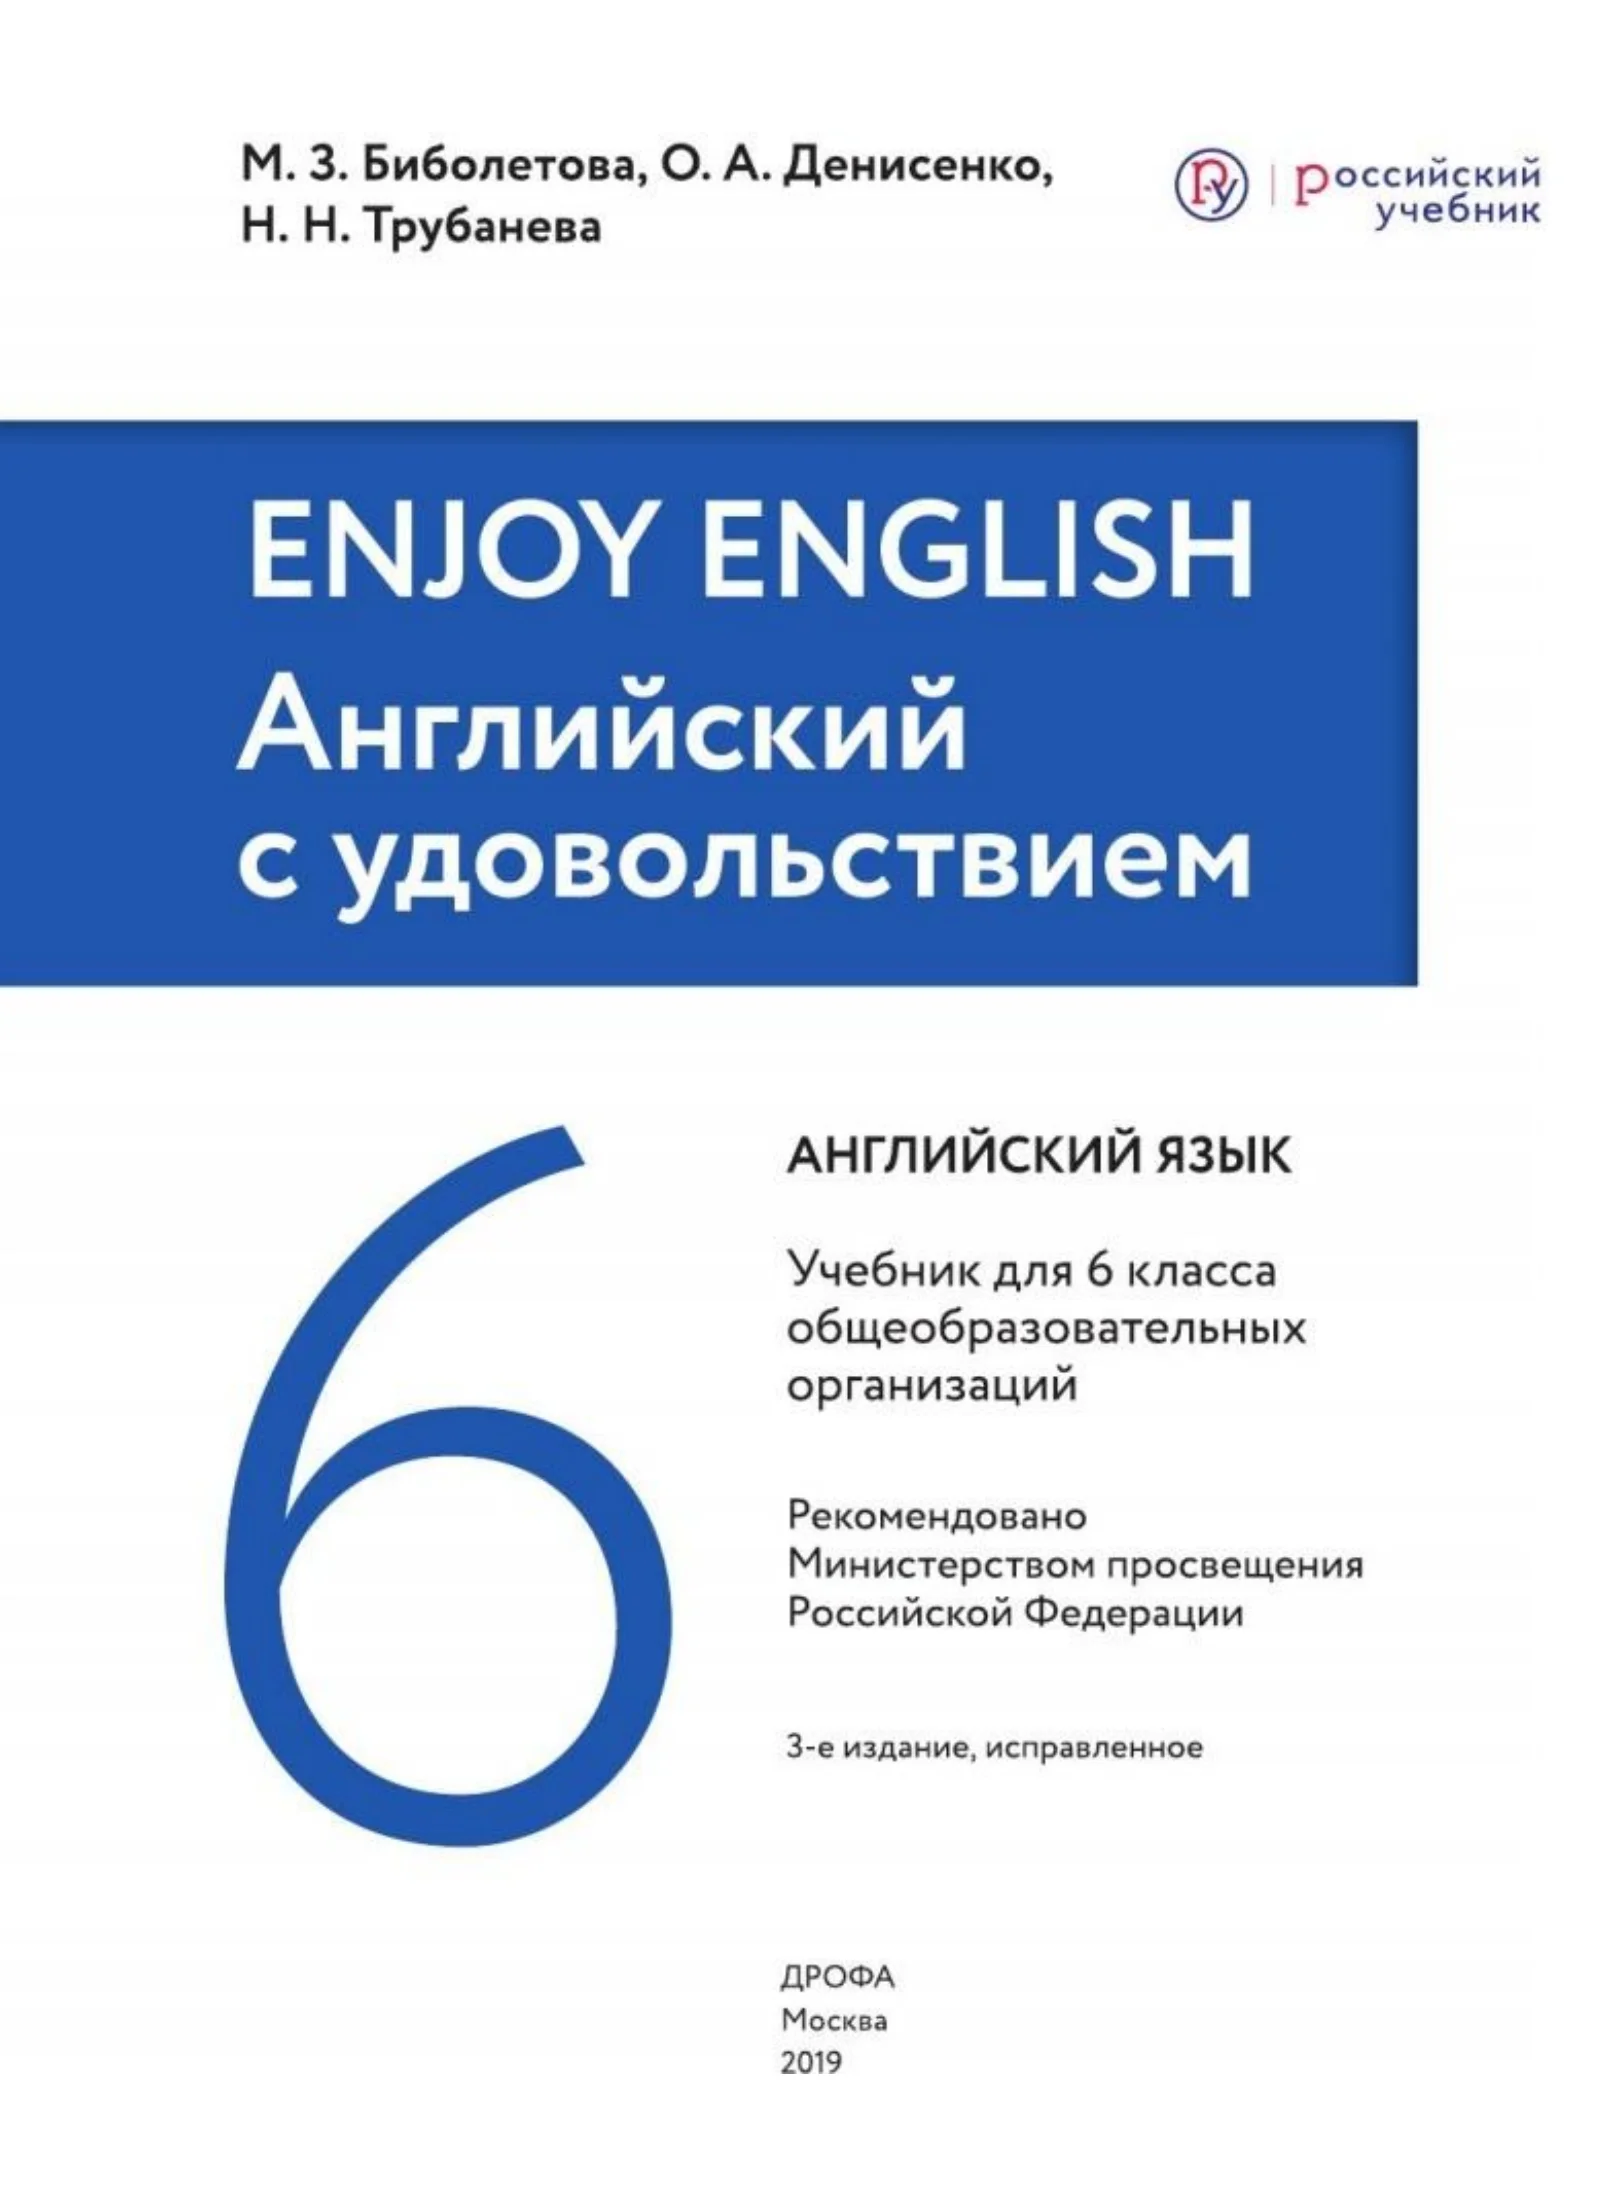 М. З. Биболетова, О. А. Денисенко,
Н. Н. Трубанева
РУ
российский
учебник
ENJOY ENGLISH
Английский
с удовольствием
6
АНГЛИЙСКИЙ ЯЗЫК
Учебник для 6 класса
общеобразовательных
организаций
Рекомендовано
Министерством просвещения
Российской Федерации
3-е издание, исправленное
ДРОФА
Москва
2019